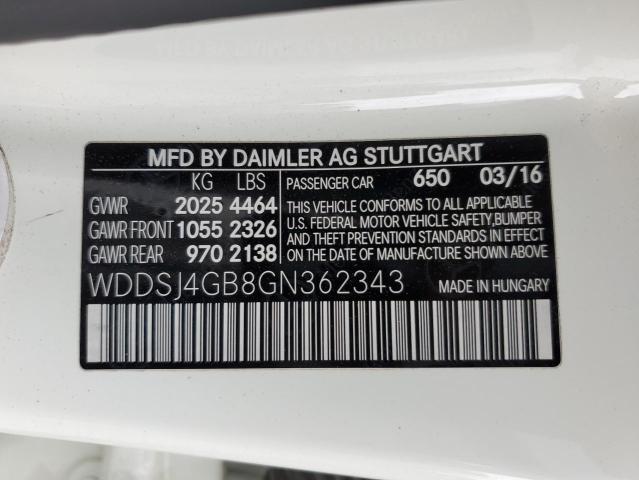 MFD BY DAIMLER AG STUTTGART
KG LBS
GVWR 2025 4464
GAWR FRONT 1055 2326
GAWR REAR 970 2138
PASSENGER CAR 650 03/16
THIS VEHICLE CONFORMS TO ALL APPLICABLE
U.S. FEDERAL MOTOR VEHICLE SAFETY,BUMPER
AND THEFT PREVENTION STANDARDS IN EFFECT
ON THE DATE OF MANUFACTURE SHOWN ABOVE.
WDDSJ4GB8GN362343 MADE IN HUNGARY